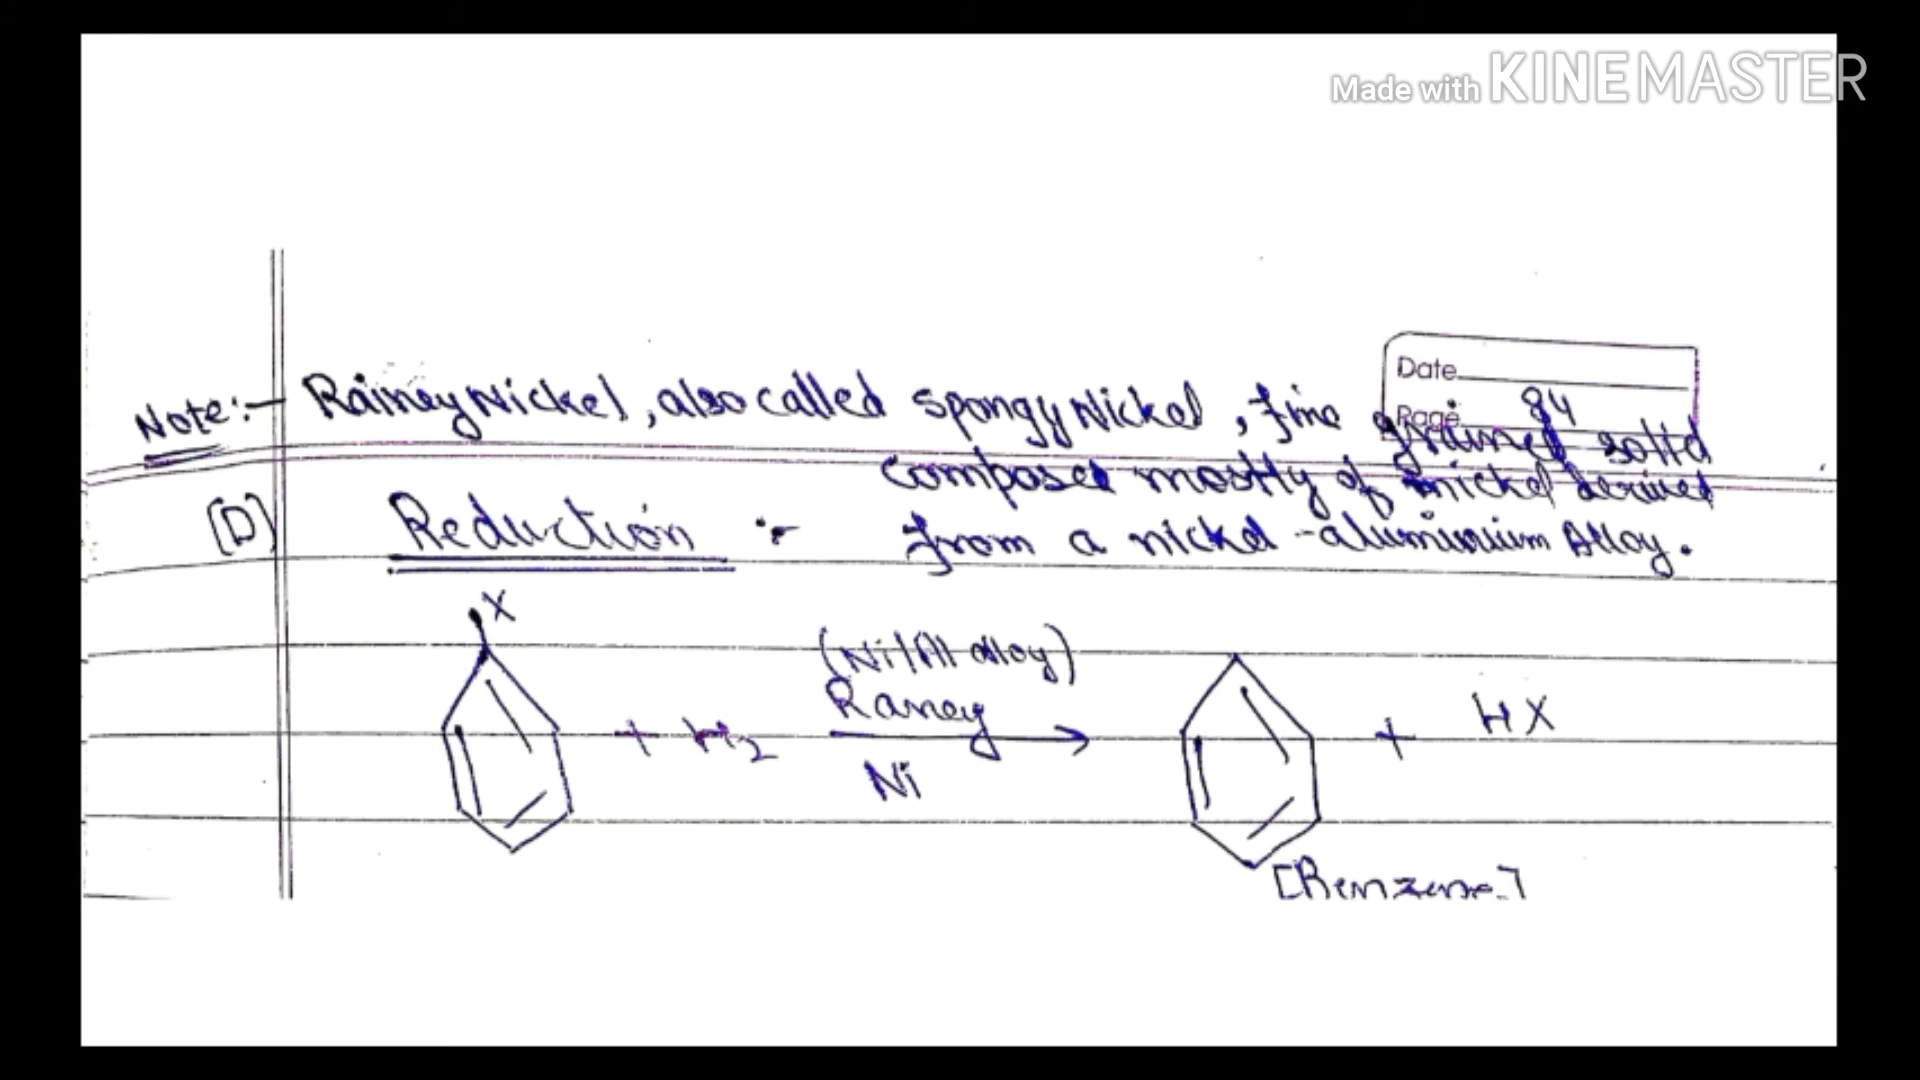 Made with KINEMASTER
Date
Page 84
Note:- Rainey Nickel, also called spongy Nickel, fine grained solid
composed mostly of nickel derived
from a nickel-aluminium Alloy.
(D) Reduction :-
X
(Ni/Al alloy)
+ H2 Raney Ni → + HX
[Benzene]